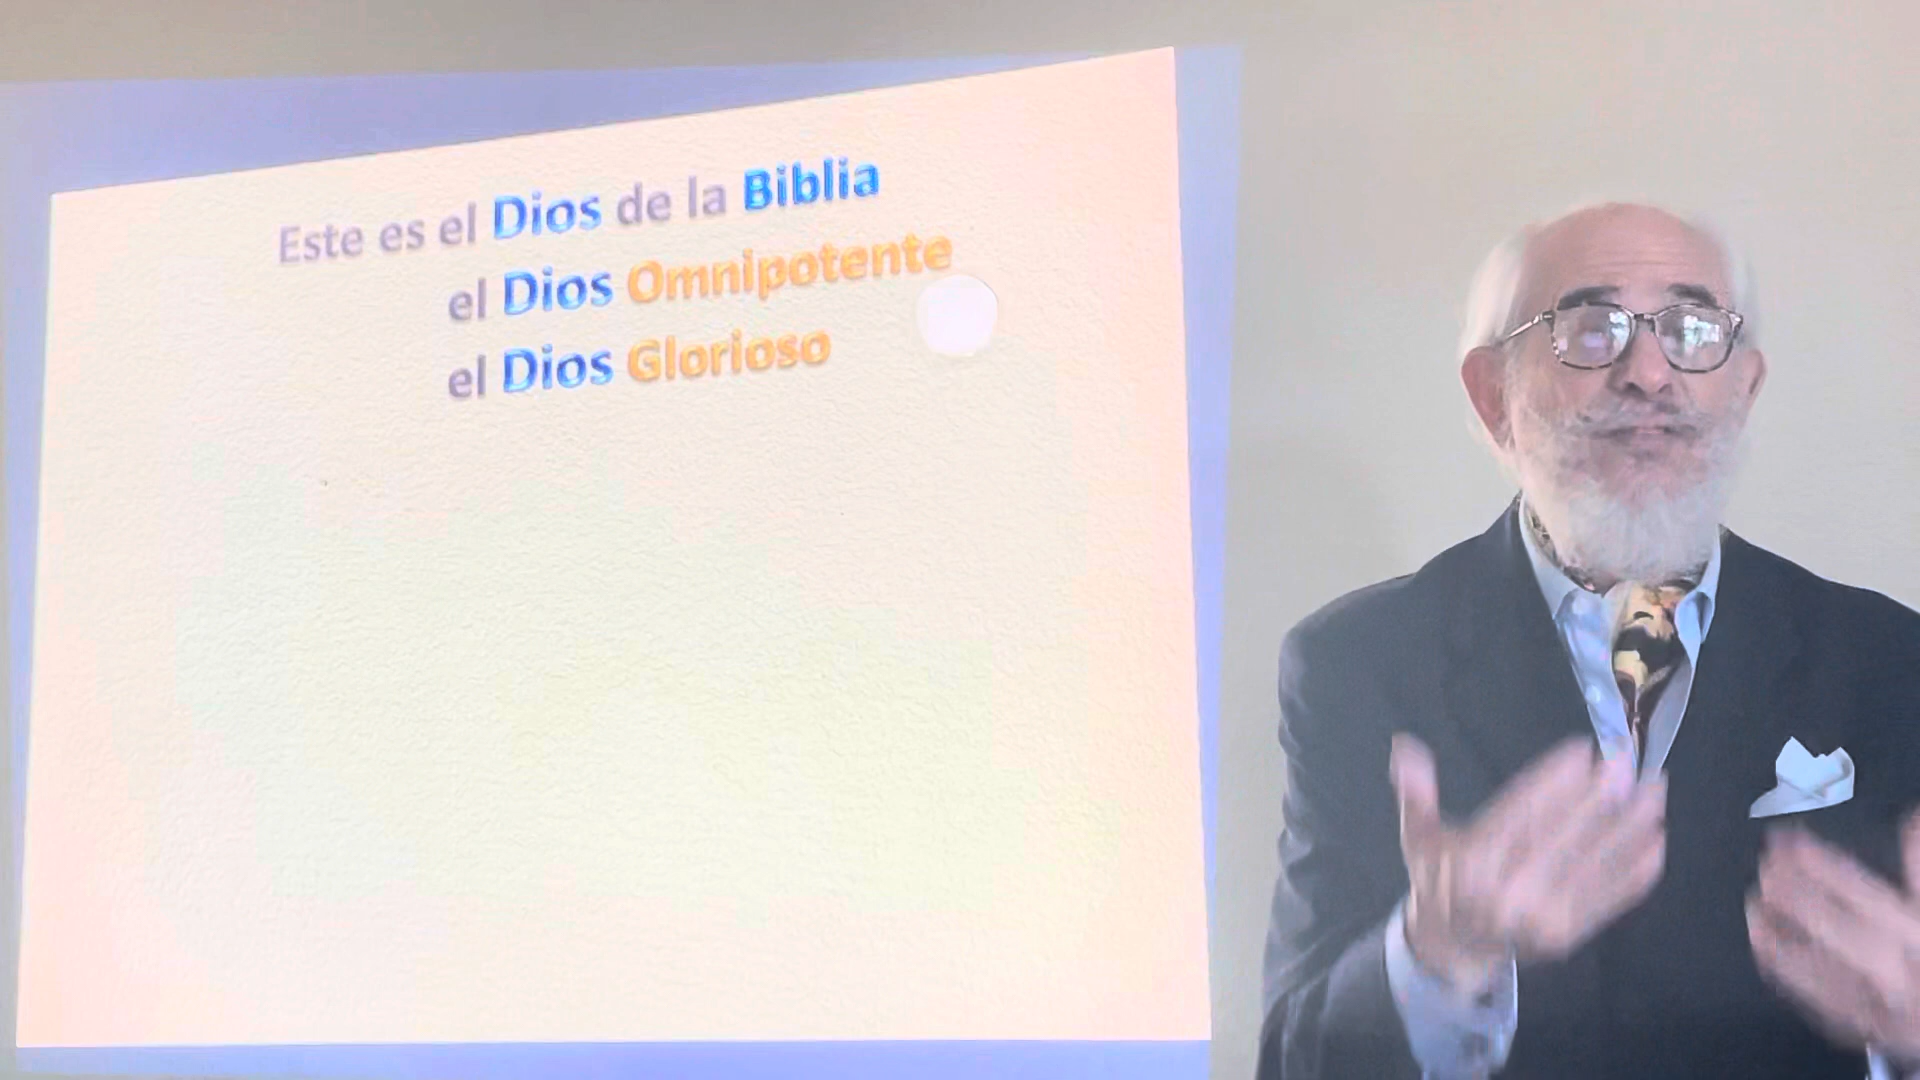 Este es el Dios de la Biblia
el Dios Omnipotente
el Dios Glorioso